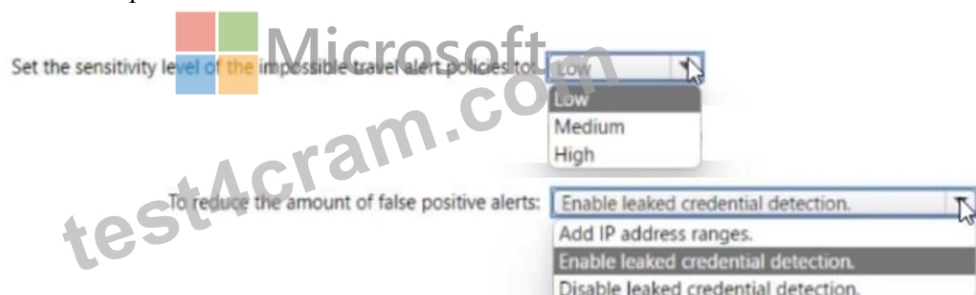 Microsoft
Set the sensitivity level of the impossible travel alert policies to: Low
Low
Medium
High
test4cram.com
To reduce the amount of false positive alerts: Enable leaked credential detection.
Add IP address ranges.
Enable leaked credential detection.
Disable leaked credential detection.